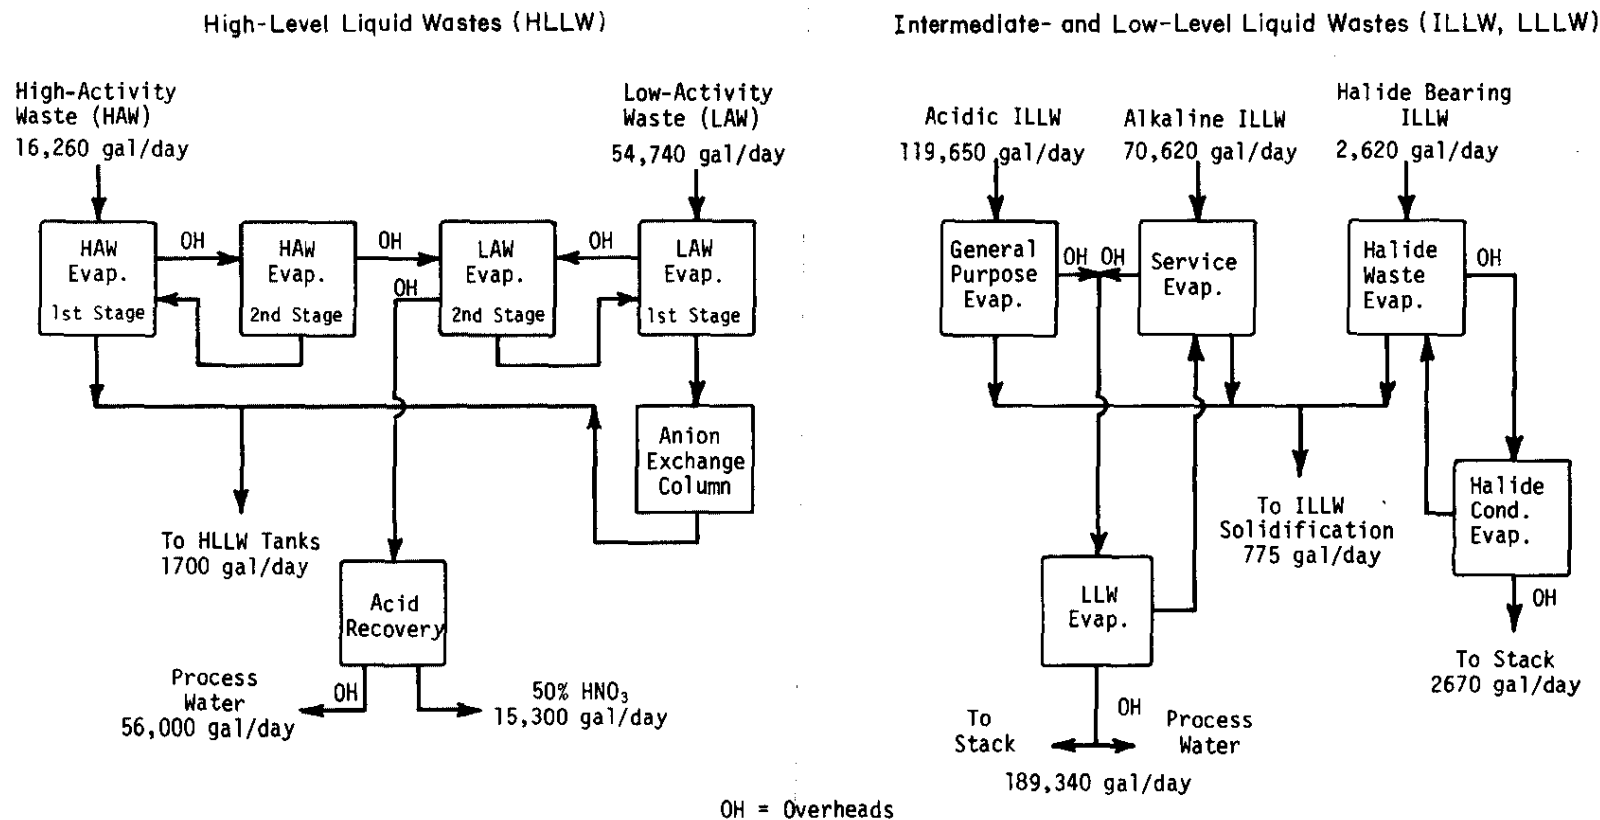 High-Level Liquid Wastes (HLLW)
High-Activity
Waste (HAW)
16,260 gal/day
Low-Activity
Waste (LAW)
54,740 gal/day
HAW
Evap.
1st Stage
OH
HAW
Evap.
2nd Stage
OH
LAW
Evap.
2nd Stage
OH
OH
LAW
Evap.
1st Stage
Anion
Exchange
Column
To HLLW Tanks
1700 gal/day
Acid
Recovery
Process
Water
56,000 gal/day
OH
50% HNO₃
15,300 gal/day
Intermediate- and Low-Level Liquid Wastes (ILLW, LLLW)
Acidic ILLW
119,650 gal/day
Alkaline ILLW
70,620 gal/day
Halide Bearing
ILLW
2,620 gal/day
General
Purpose
Evap.
OH OH
Service
Evap.
Halide
Waste
Evap.
OH
To ILLW
Solidification
775 gal/day
Halide
Cond.
Evap.
OH
To Stack
2670 gal/day
LLW
Evap.
OH
To
Stack
Process
Water
189,340 gal/day
OH = Overheads